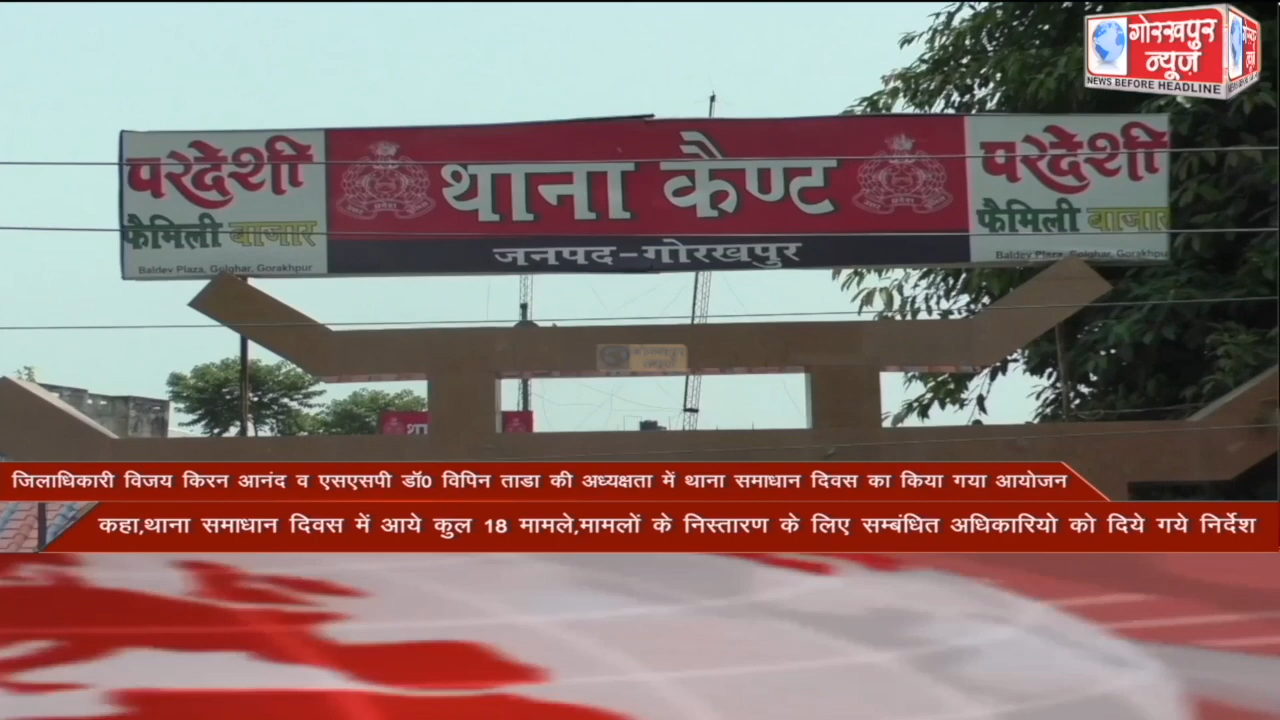 गोरखपुर
न्यूज़
NEWS BEFORE HEADLINE
परदेशी
फैमिली बाजार
Baldev Plaza, Golghar, Gorakhpur
थाना कैण्ट
जनपद-गोरखपुर
परदेशी
फैमिली बाजार
Baldev Plaza, Golghar, Gorakhpur
जिलाधिकारी विजय किरन आनंद व एसएसपी डॉ0 विपिन ताडा की अध्यक्षता में थाना समाधान दिवस का किया गया आयोजन
कहा,थाना समाधान दिवस में आये कुल 18 मामले,मामलों के निस्तारण के लिए सम्बंधित अधिकारियो को दिये गये निर्देश